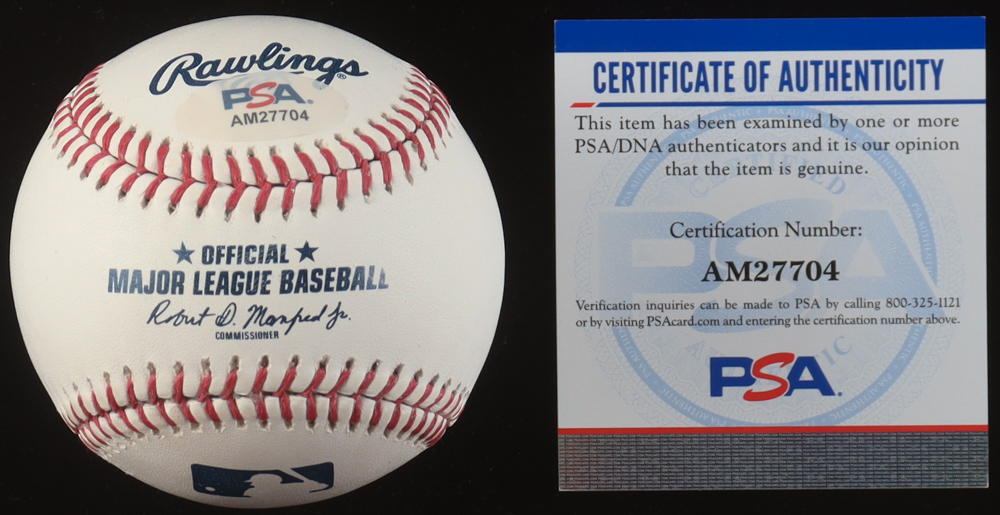 Rawlings®
PSA.
AM27704
★ OFFICIAL ★
MAJOR LEAGUE BASEBALL
Robert D. Manfred Jr.
COMMISSIONER
CERTIFICATE OF AUTHENTICITY
This item has been examined by one or more
PSA/DNA authenticators and it is our opinion
that the item is genuine.
Certification Number:
AM27704
Verification inquiries can be made to PSA by calling 800-325-1121
or by visiting PSAcard.com and entering the certification number above.
PSA.